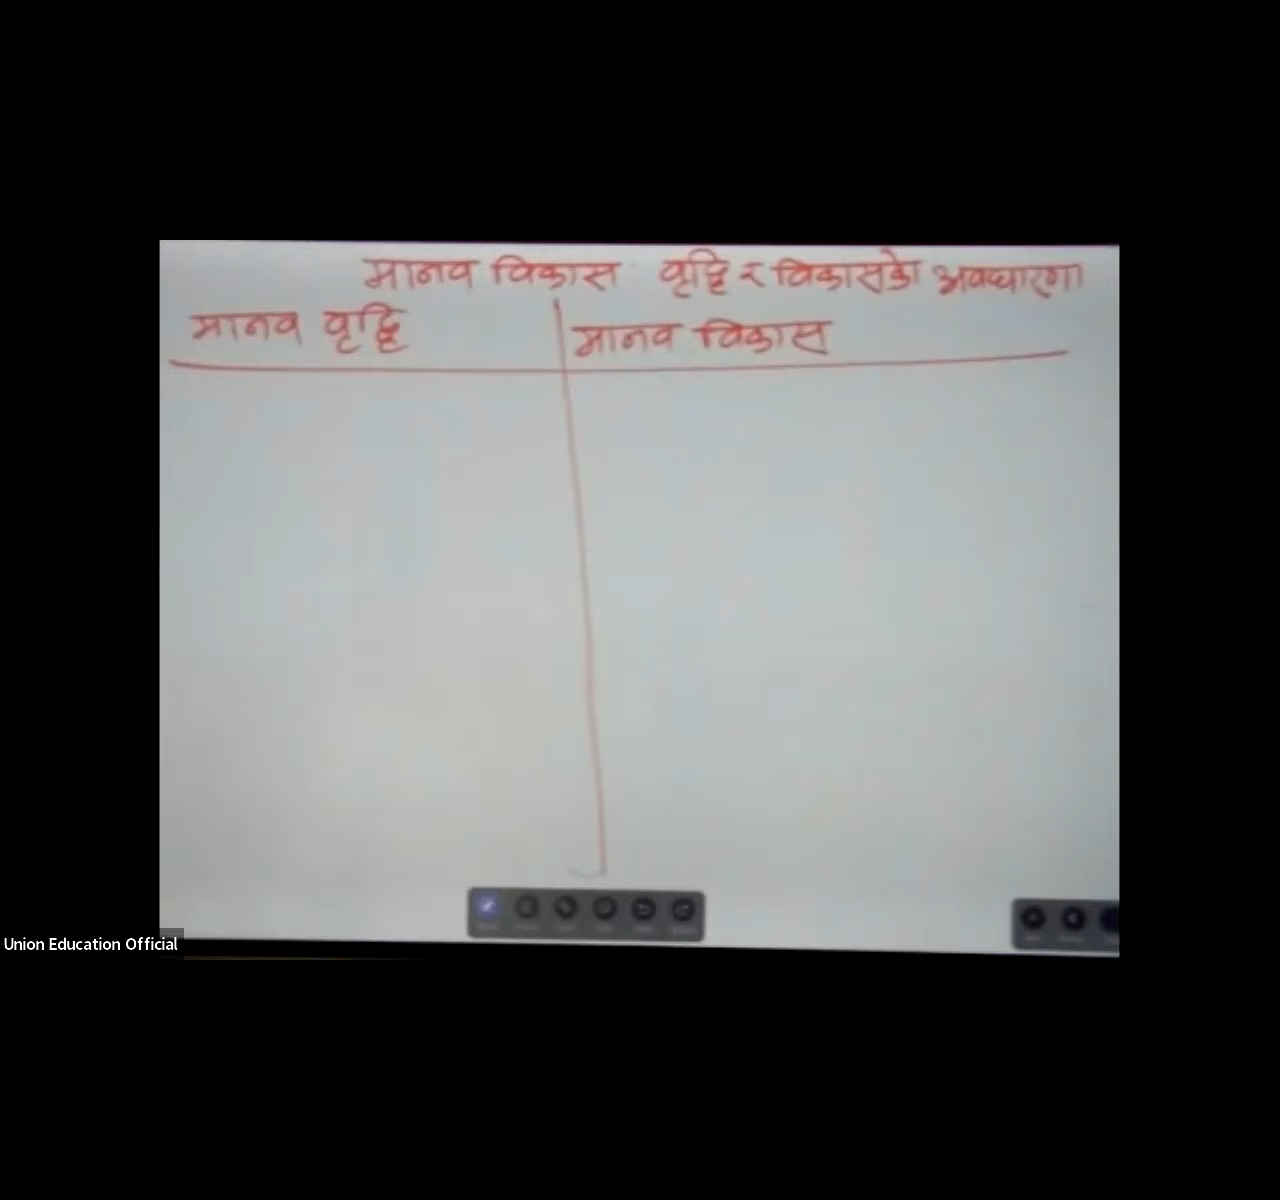 मानव विकास वृद्धि र विकासको अवधारणा
मानव वृद्धि मानव विकास
Union Education Official